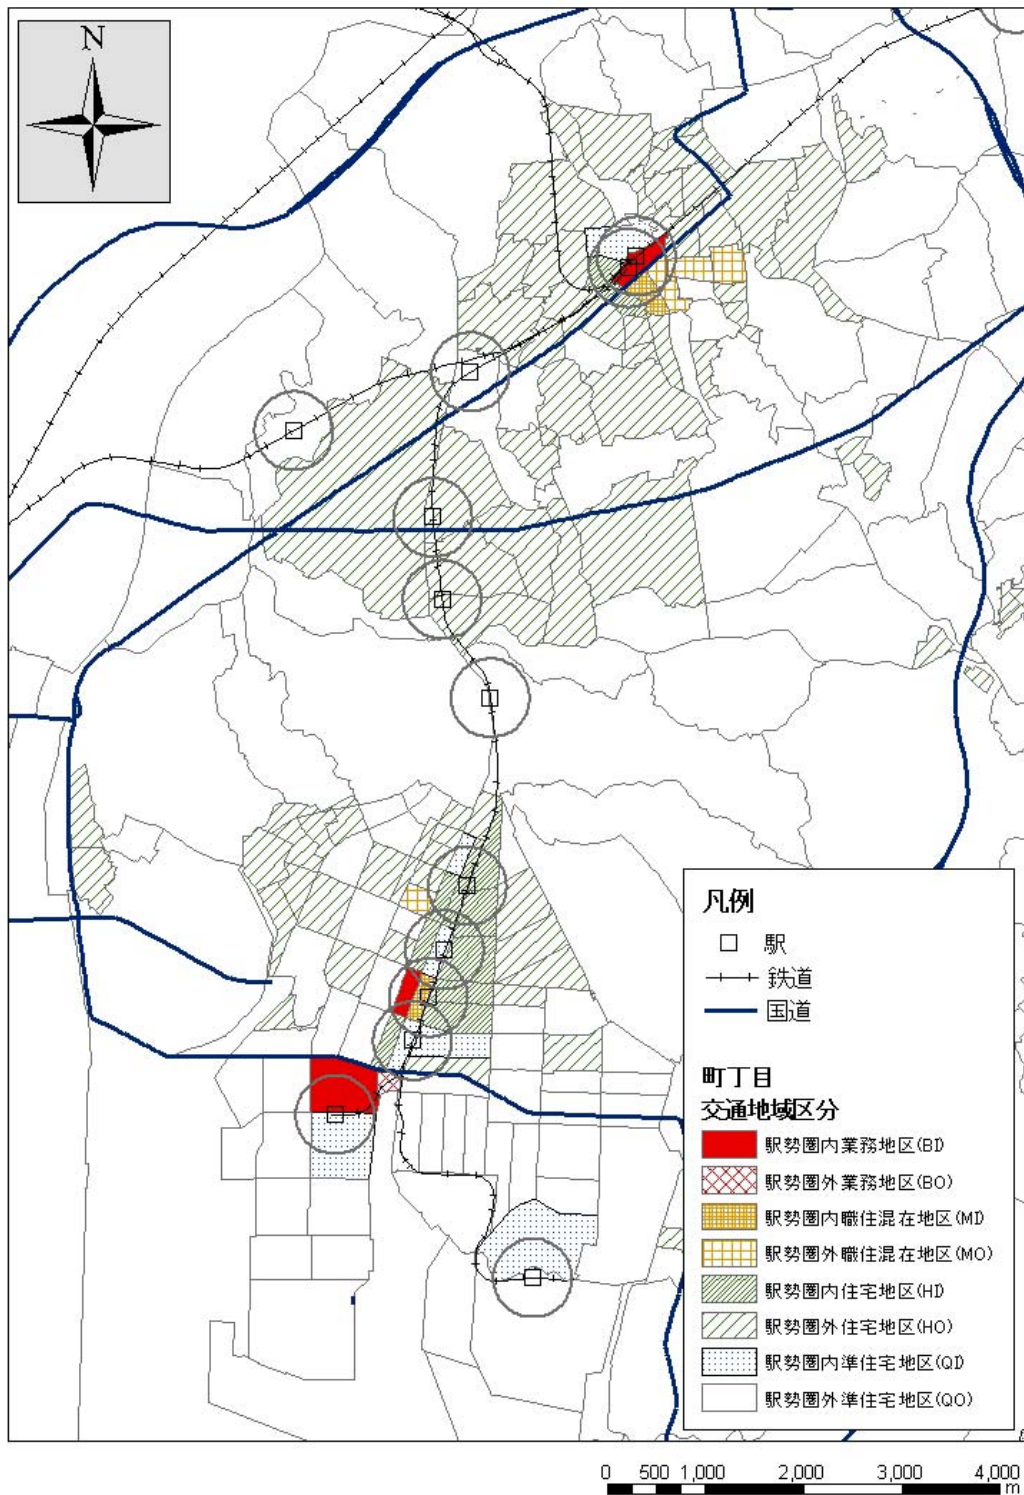 N
凡例
駅
鉄道
国道
町丁目
交通地域区分
駅勢圏内業務地区(BI)
駅勢圏外業務地区(BO)
駅勢圏内職住混在地区(MI)
駅勢圏外職住混在地区(MO)
駅勢圏内住宅地区(HI)
駅勢圏外住宅地区(HO)
駅勢圏内準住宅地区(QI)
駅勢圏外準住宅地区(QO)
0 500 1,000 2,000 3,000 4,000
m